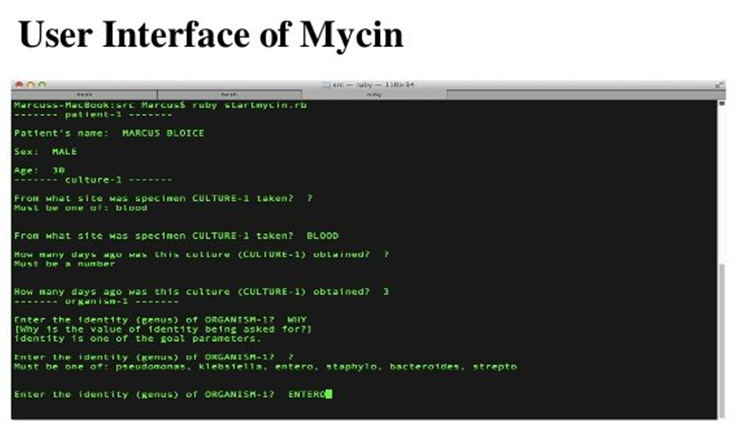 User Interface of Mycin
src — ruby — 110×34
bash bash ruby
Marcuss-MacBook:src Marcus$ ruby startmycin.rb
------- patient-1 -------
Patient's name: MARCUS BLOICE
Sex: MALE
Age: 30
------- culture-1 -------
From what site was specimen CULTURE-1 taken? ?
Must be one of: blood
From what site was specimen CULTURE-1 taken? BLOOD
How many days ago was this culture (CULTURE-1) obtained? ?
Must be a number
How many days ago was this culture (CULTURE-1) obtained? 3
------- organism-1 -------
Enter the identity (genus) of ORGANISM-1? WHY
[Why is the value of identity being asked for?]
identity is one of the goal parameters.
Enter the identity (genus) of ORGANISM-1? ?
Must be one of: pseudomonas, klebsiella, entero, staphylo, bacteroides, strepto
Enter the identity (genus) of ORGANISM-1? ENTERO